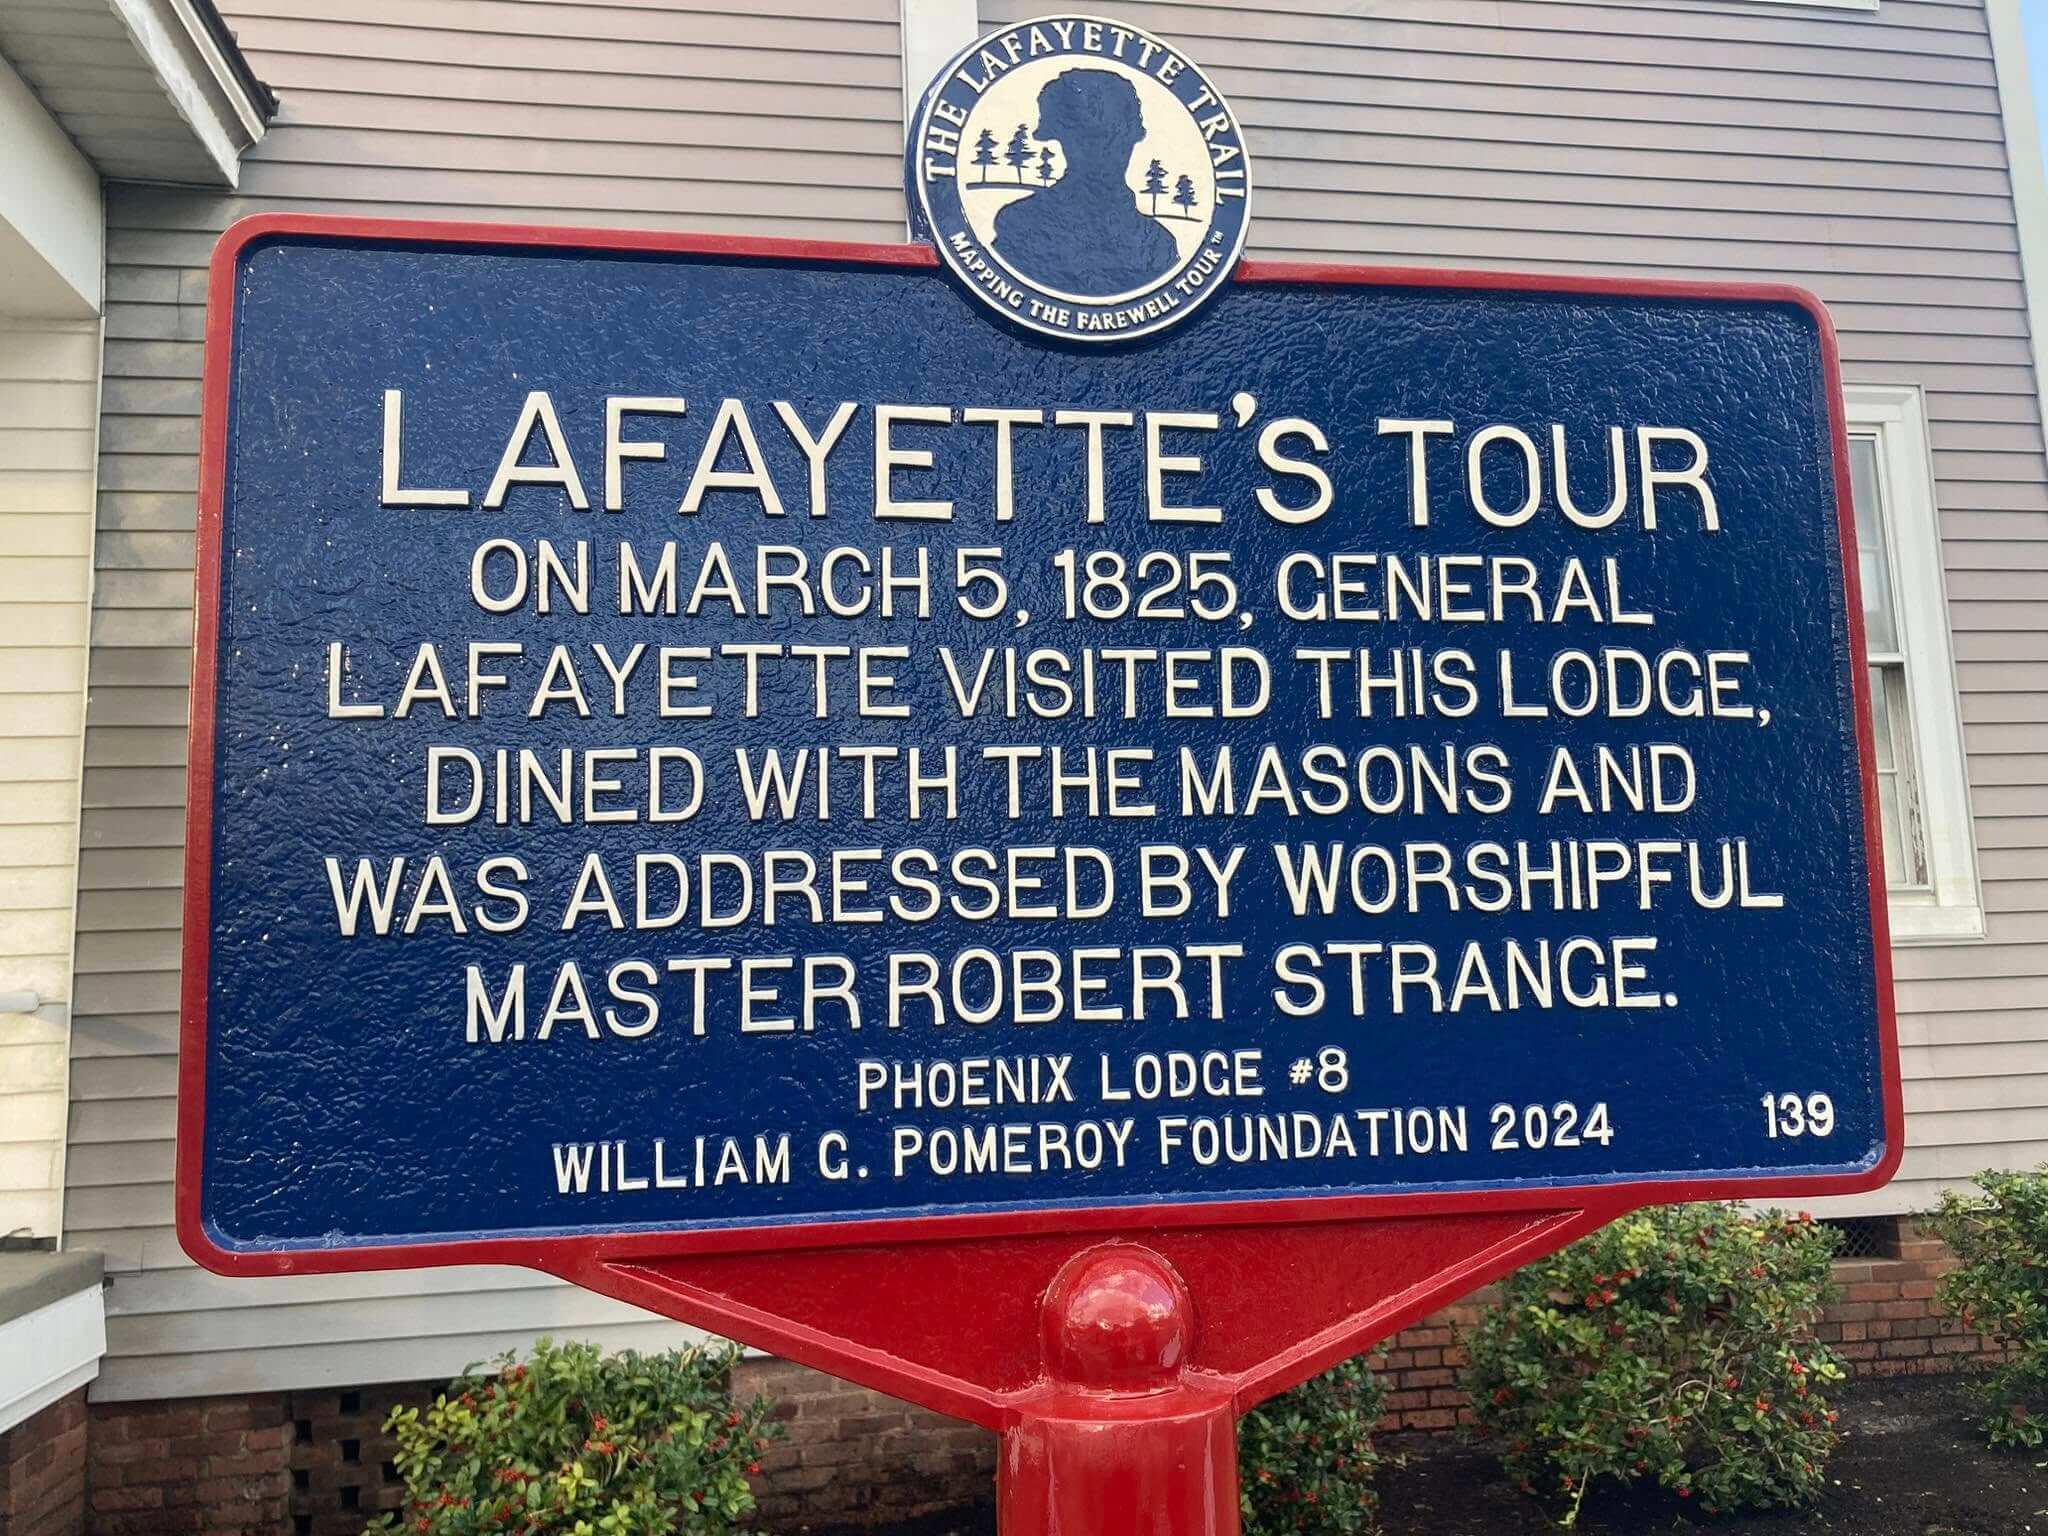 THE LAFAYETTE TRAIL
MAPPING THE FAREWELL TOUR™
LAFAYETTE'S TOUR
ON MARCH 5, 1825, GENERAL
LAFAYETTE VISITED THIS LODGE,
DINED WITH THE MASONS AND
WAS ADDRESSED BY WORSHIPFUL
MASTER ROBERT STRANGE.
PHOENIX LODGE #8
WILLIAM G. POMEROY FOUNDATION 2024
139